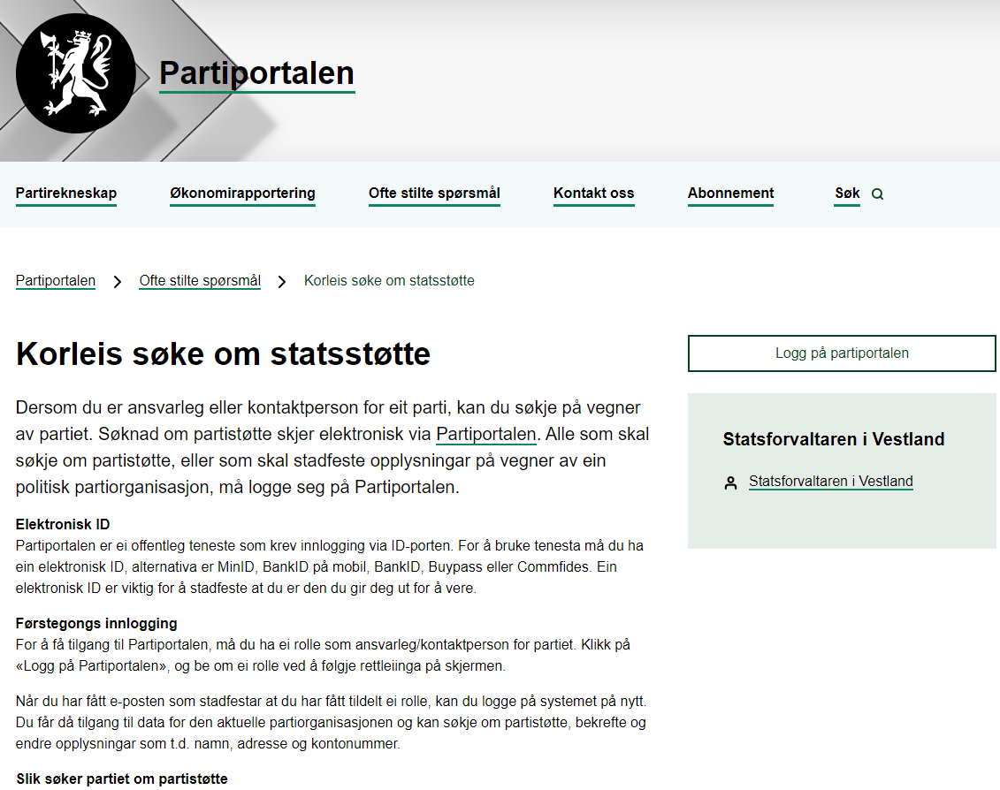 Partiportalen
Partirekneskap
Økonomirapportering
Ofte stilte spørsmål
Kontakt oss
Abonnement
Søk
Partiportalen
Ofte stilte spørsmål
Korleis søke om statsstøtte
Korleis søke om statsstøtte
Dersom du er ansvarleg eller kontaktperson for eit parti, kan du søkje på vegner
av partiet. Søknad om partistøtte skjer elektronisk via Partiportalen. Alle som skal
søkje om partistøtte, eller som skal stadfeste opplysningar på vegner av ein
politisk partiorganisasjon, må logge seg på Partiportalen.
Elektronisk ID
Partiportalen er ei offentleg teneste som krev innlogging via ID-porten. For å bruke tenesta må du ha
ein elektronisk ID, alternativa er MinID, BankID på mobil, BankID, Buypass eller Commfides. Ein
elektronisk ID er viktig for å stadfeste at du er den du gir deg ut for å vere.
Førstegongs innlogging
For å få tilgang til Partiportalen, må du ha ei rolle som ansvarleg/kontaktperson for partiet. Klikk på
«Logg på Partiportalen», og be om ei rolle ved å følgje rettleiinga på skjermen.
Når du har fått e-posten som stadfestar at du har fått tildelt ei rolle, kan du logge på systemet på nytt.
Du får då tilgang til data for den aktuelle partiorganisasjonen og kan søkje om partistøtte, bekrefte og
endre opplysningar som t.d. namn, adresse og kontonummer.
Slik søker partiet om partistøtte
Logg på partiportalen
Statsforvaltaren i Vestland
Statsforvaltaren i Vestland